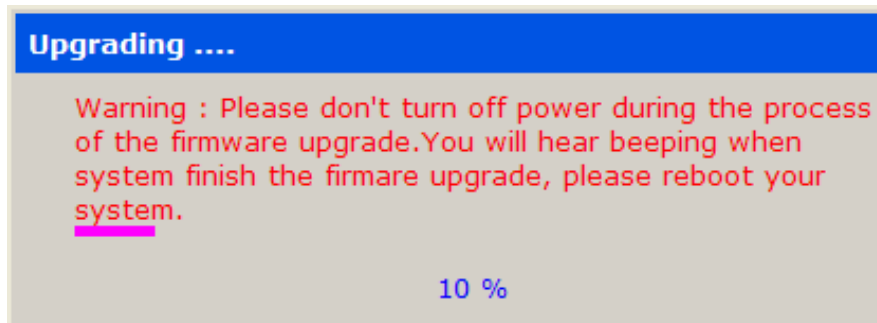 Upgrading ....
Warning : Please don't turn off power during the process
of the firmware upgrade.You will hear beeping when
system finish the firmare upgrade, please reboot your
system.
10 %